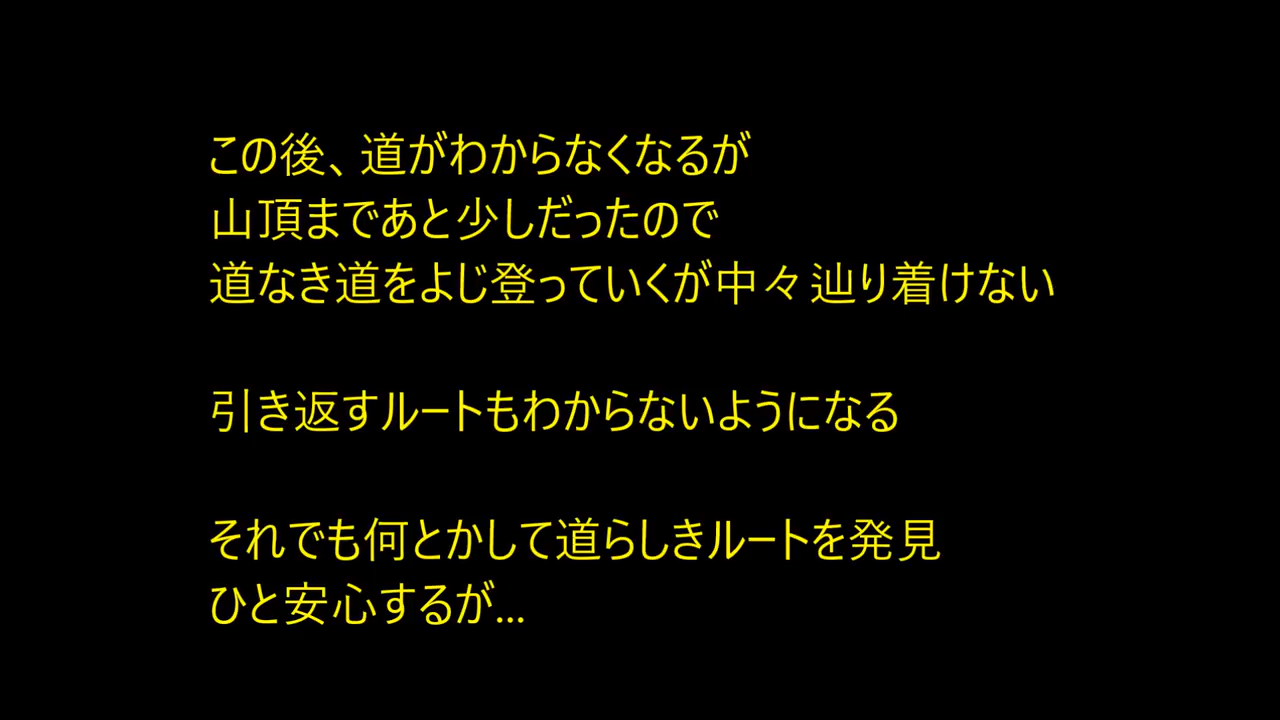 この後、道がわからなくなるが
山頂まであと少しだったので
道なき道をよじ登っていくが中々辿り着けない
引き返すルートもわからないようになる
それでも何とかして道らしきルートを発見
ひと安心するが...